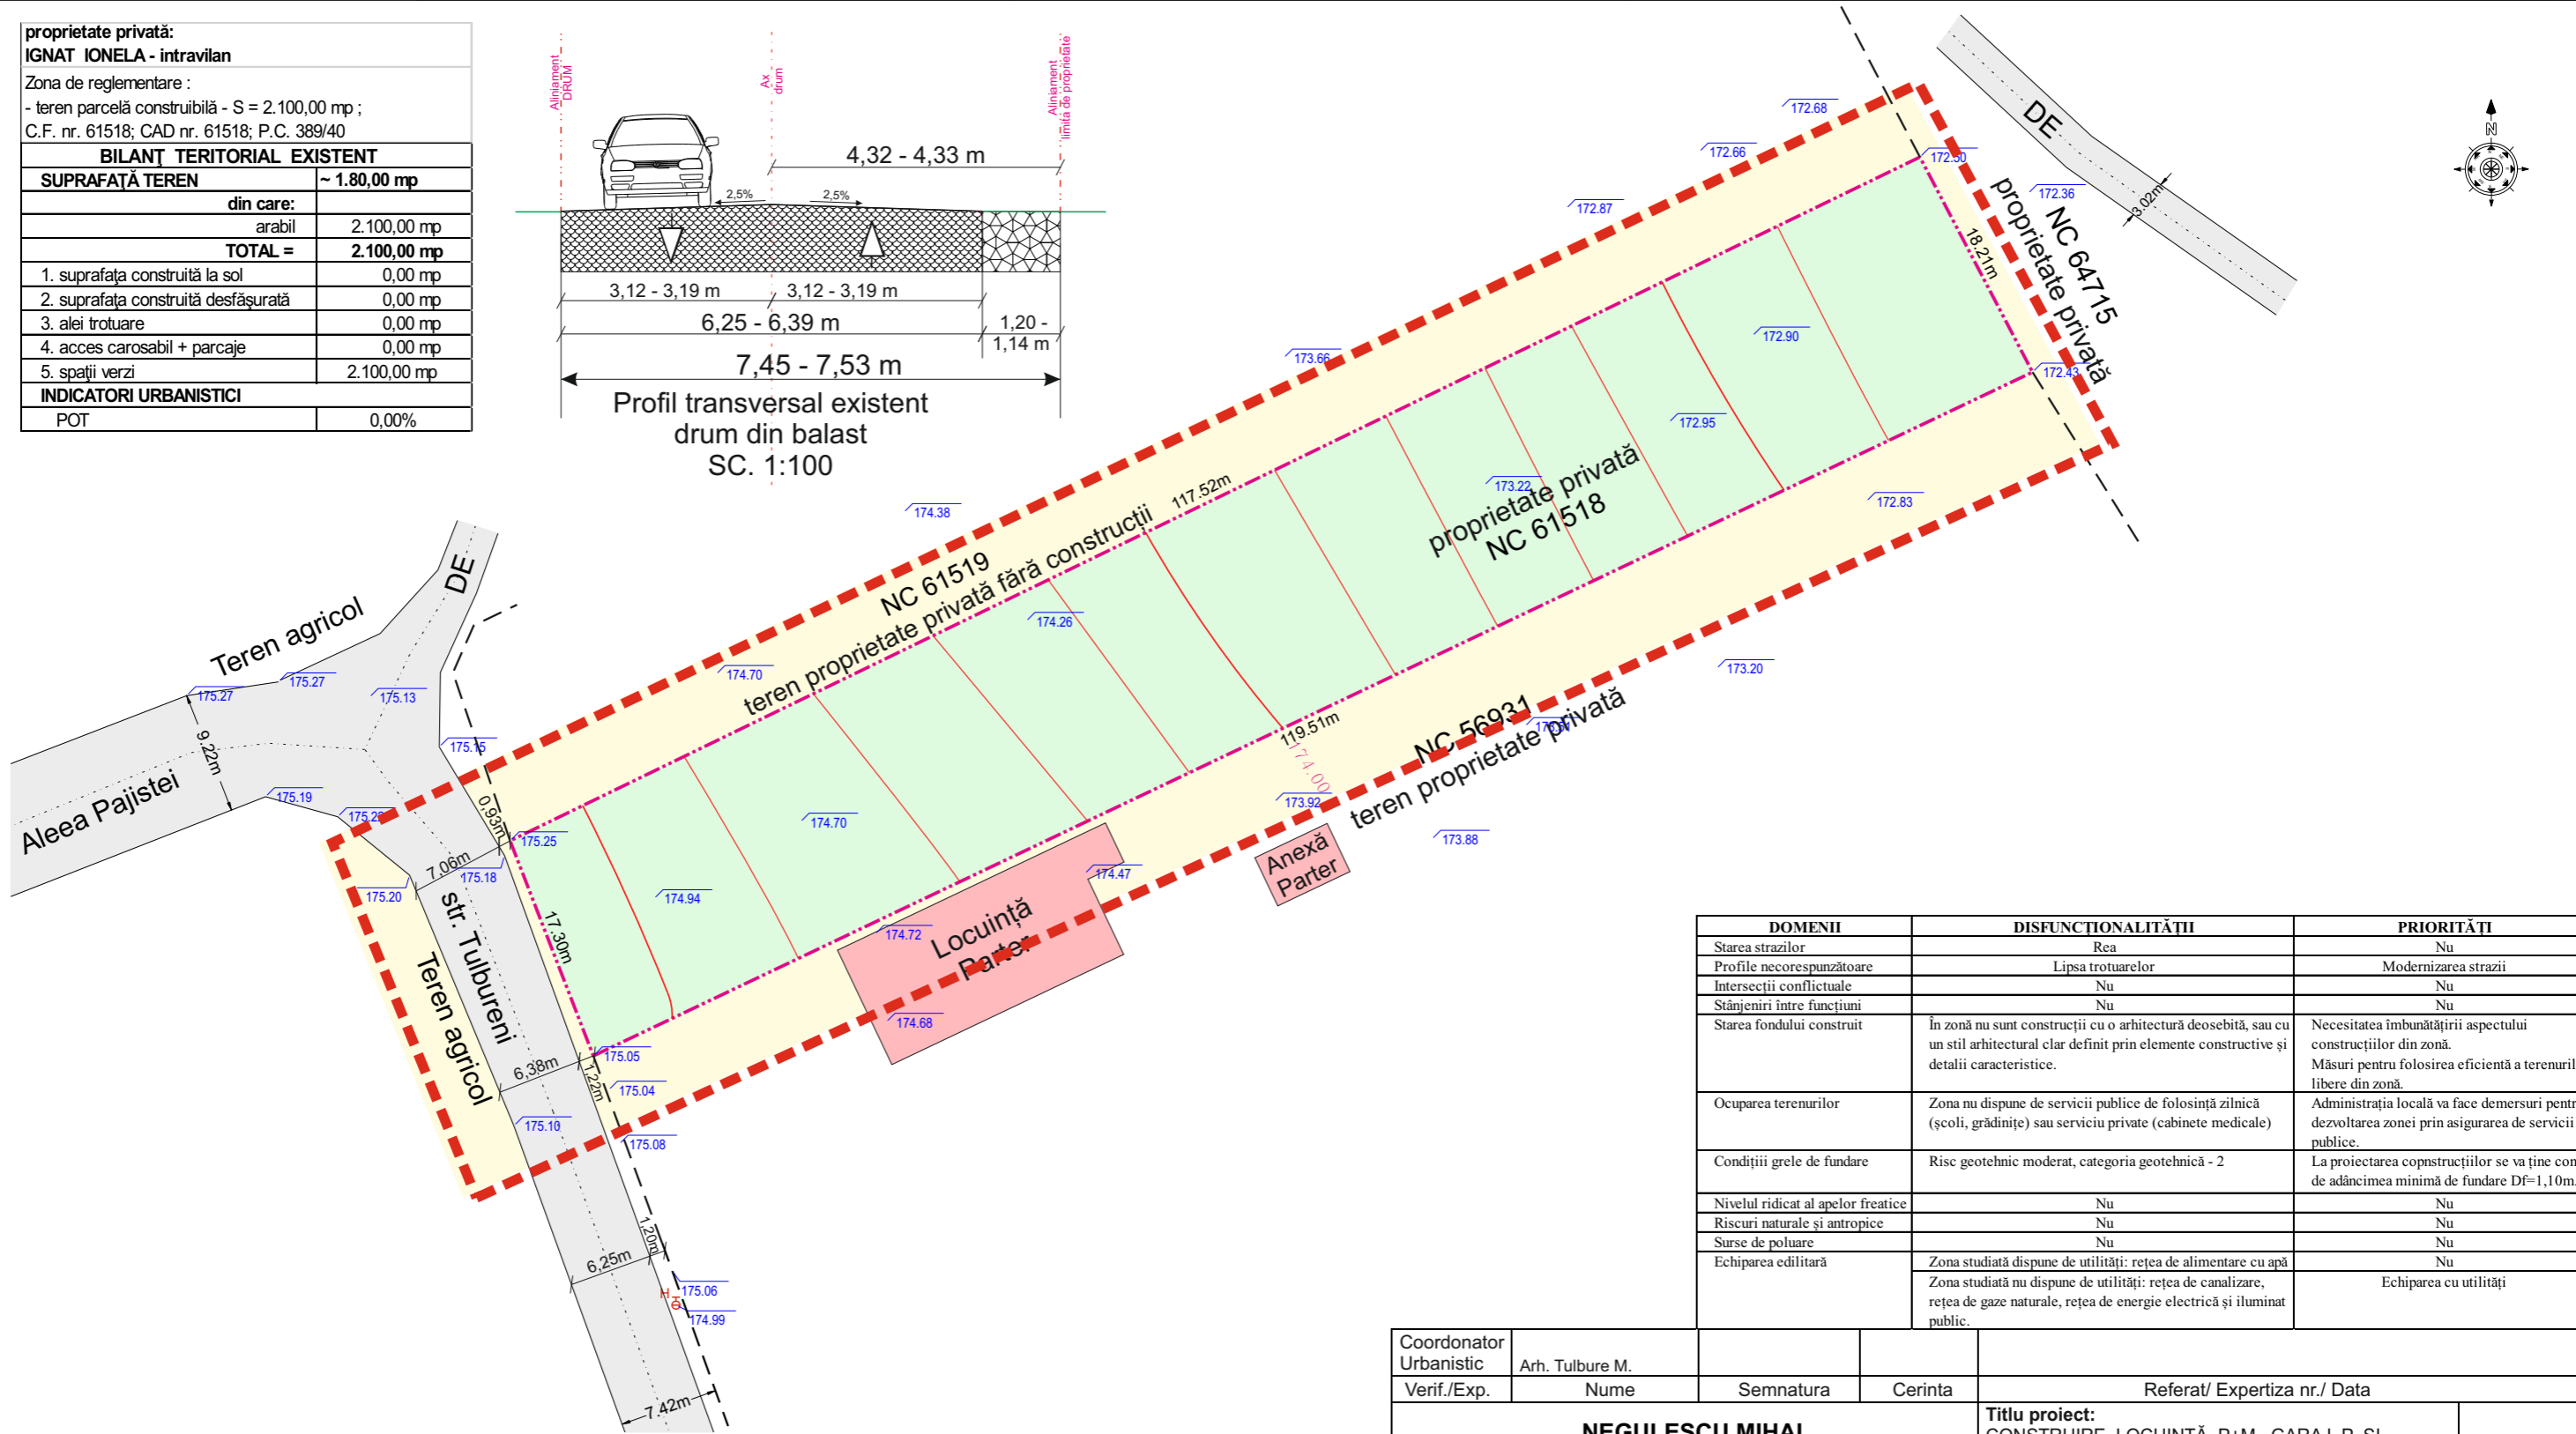 proprietate privată:
IGNAT IONELA - intravilan
Zona de reglementare :
- teren parcelă construibilă - S = 2.100,00 mp ;
C.F. nr. 61518; CAD nr. 61518; P.C. 389/40
BILANŢ TERITORIAL EXISTENT
SUPRAFAŢĂ TEREN ~ 1.80,00 mp
din care:
arabil 2.100,00 mp
TOTAL = 2.100,00 mp
1. suprafaţa construită la sol 0,00 mp
2. suprafaţa construită desfăşurată 0,00 mp
3. alei trotuare 0,00 mp
4. acces carosabil + parcaje 0,00 mp
5. spaţii verzi 2.100,00 mp
INDICATORI URBANISTICI
POT 0,00%
Aliniament
DRUM
Ax
drum
Aliniament
limita de proprietate
4,32 - 4,33 m
2,5% 2,5%
3,12 - 3,19 m 3,12 - 3,19 m
6,25 - 6,39 m
1,20 -
1,14 m
7,45 - 7,53 m
Profil transversal existent
drum din balast
SC. 1:100
N
DE
3.02m
172.68
172.66
172.50
172.36
172.87
NC 64715
proprietate privată
18.21m
172.90
173.66
172.43
172.95
117.52m
173.22
proprietate privată
NC 61518
172.83
174.38
NC 61519
teren proprietate privată fără construcții
DE
174.26
Teren agricol
174.70
173.20
175.27
175.27
175.13
NC 56931
teren proprietate privată
119.51m
174.00
175.15
9.22m
Aleea Pajistei
175.19
0,93m
173.92
174.70
175.25
173.88
7,06m
175.18
Anexă
Parter
174.47
175.20
174.94
str. Tulbureni
17.30m
174.72
Locuință
Parter
Teren agricol
174.68
175.05
6,38m
1,22m
175.04
175.10
175.08
1,20m
6,25m
175.06
H
174.99
7.42m
DOMENII DISFUNCȚIONALITĂȚII PRIORITĂȚI
Starea strazilor Rea Nu
Profile necorespunzătoare Lipsa trotuarelor Modernizarea strazii
Intersecții conflictuale Nu Nu
Stânjeniri între funcțiuni Nu Nu
Starea fondului construit În zonă nu sunt construcții cu o arhitectură deosebită, sau cu Necesitatea îmbunătățirii aspectului
un stil arhitectural clar definit prin elemente constructive și construcțiilor din zonă.
detalii caracteristice. Măsuri pentru folosirea eficientă a terenuril
libere din zonă.
Ocuparea terenurilor Zona nu dispune de servicii publice de folosință zilnică Administrația locală va face demersuri pentr
(școli, grădinițe) sau serviciu private (cabinete medicale) dezvoltarea zonei prin asigurarea de servicii
publice.
Condițiii grele de fundare Risc geotehnic moderat, categoria geotehnică - 2 La proiectarea copnstrucțiilor se va ține con
de adâncimea minimă de fundare Df=1,10m.
Nivelul ridicat al apelor freatice Nu Nu
Riscuri naturale și antropice Nu Nu
Surse de poluare Nu Nu
Echiparea edilitară Zona studiată dispune de utilități: rețea de alimentare cu apă Nu
Zona studiată nu dispune de utilități: rețea de canalizare, Echiparea cu utilități
rețea de gaze naturale, rețea de energie electrică și iluminat
public.
Coordonator
Urbanistic Arh. Tulbure M.
Verif./Exp. Nume Semnatura Cerinta Referat/ Expertiza nr./ Data
NEGULESCU MIHAI
Titlu proiect:
CONSTRUIRE LOCUINȚĂ P+M, GARAJ P ȘI